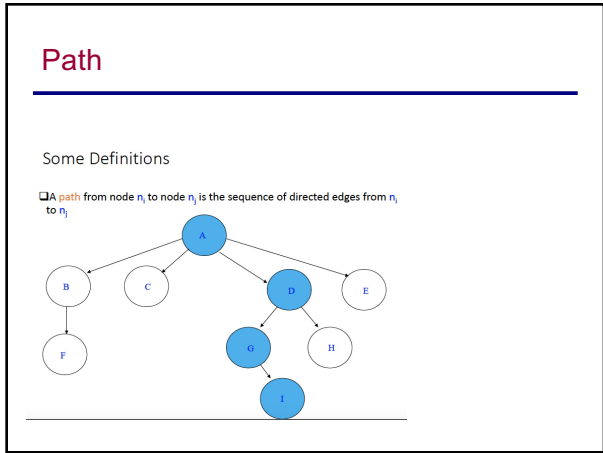 Path
Some Definitions
❑A path from node nᵢ to node nⱼ is the sequence of directed edges from nᵢ
to nⱼ
A
B
C
D
E
F
G
H
I